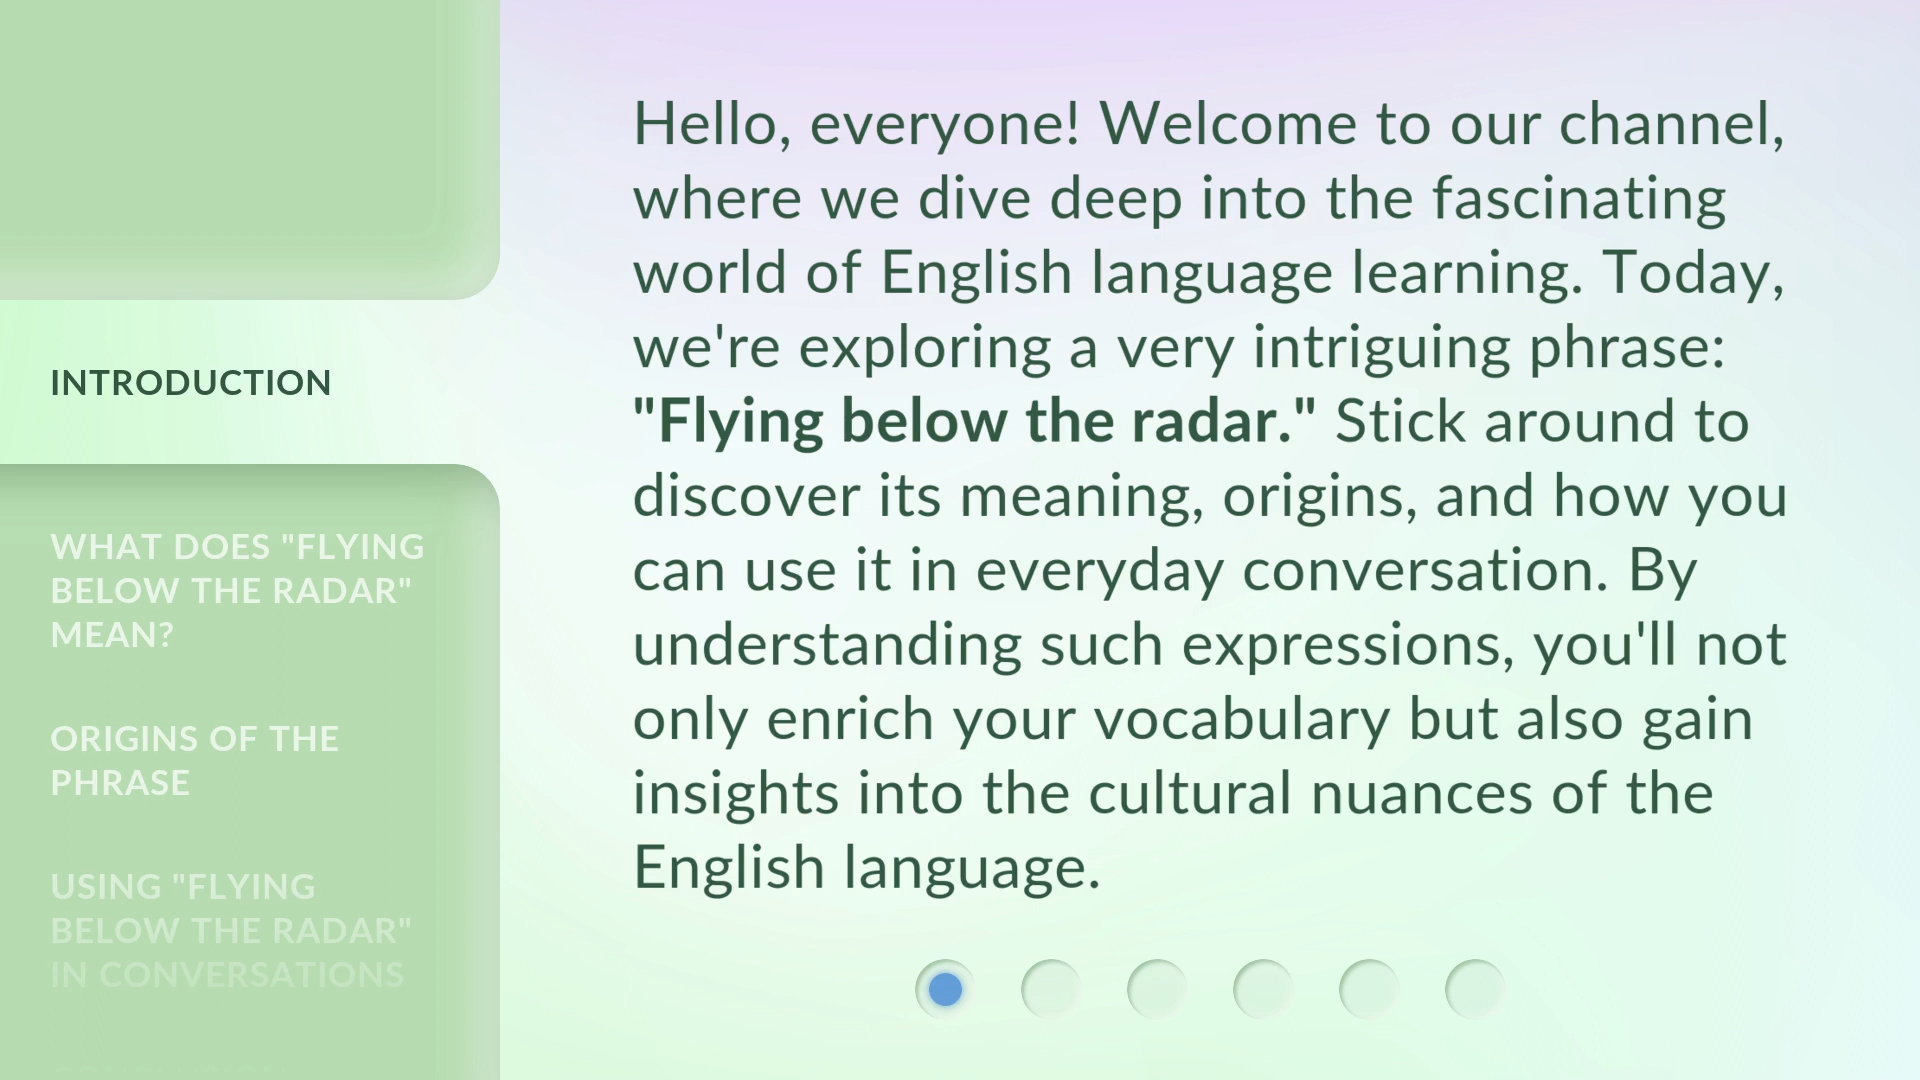 INTRODUCTION
WHAT DOES "FLYING
BELOW THE RADAR"
MEAN?
ORIGINS OF THE
PHRASE
USING "FLYING
BELOW THE RADAR"
IN CONVERSATIONS
Hello, everyone! Welcome to our channel,
where we dive deep into the fascinating
world of English language learning. Today,
we're exploring a very intriguing phrase:
"Flying below the radar." Stick around to
discover its meaning, origins, and how you
can use it in everyday conversation. By
understanding such expressions, you'll not
only enrich your vocabulary but also gain
insights into the cultural nuances of the
English language.